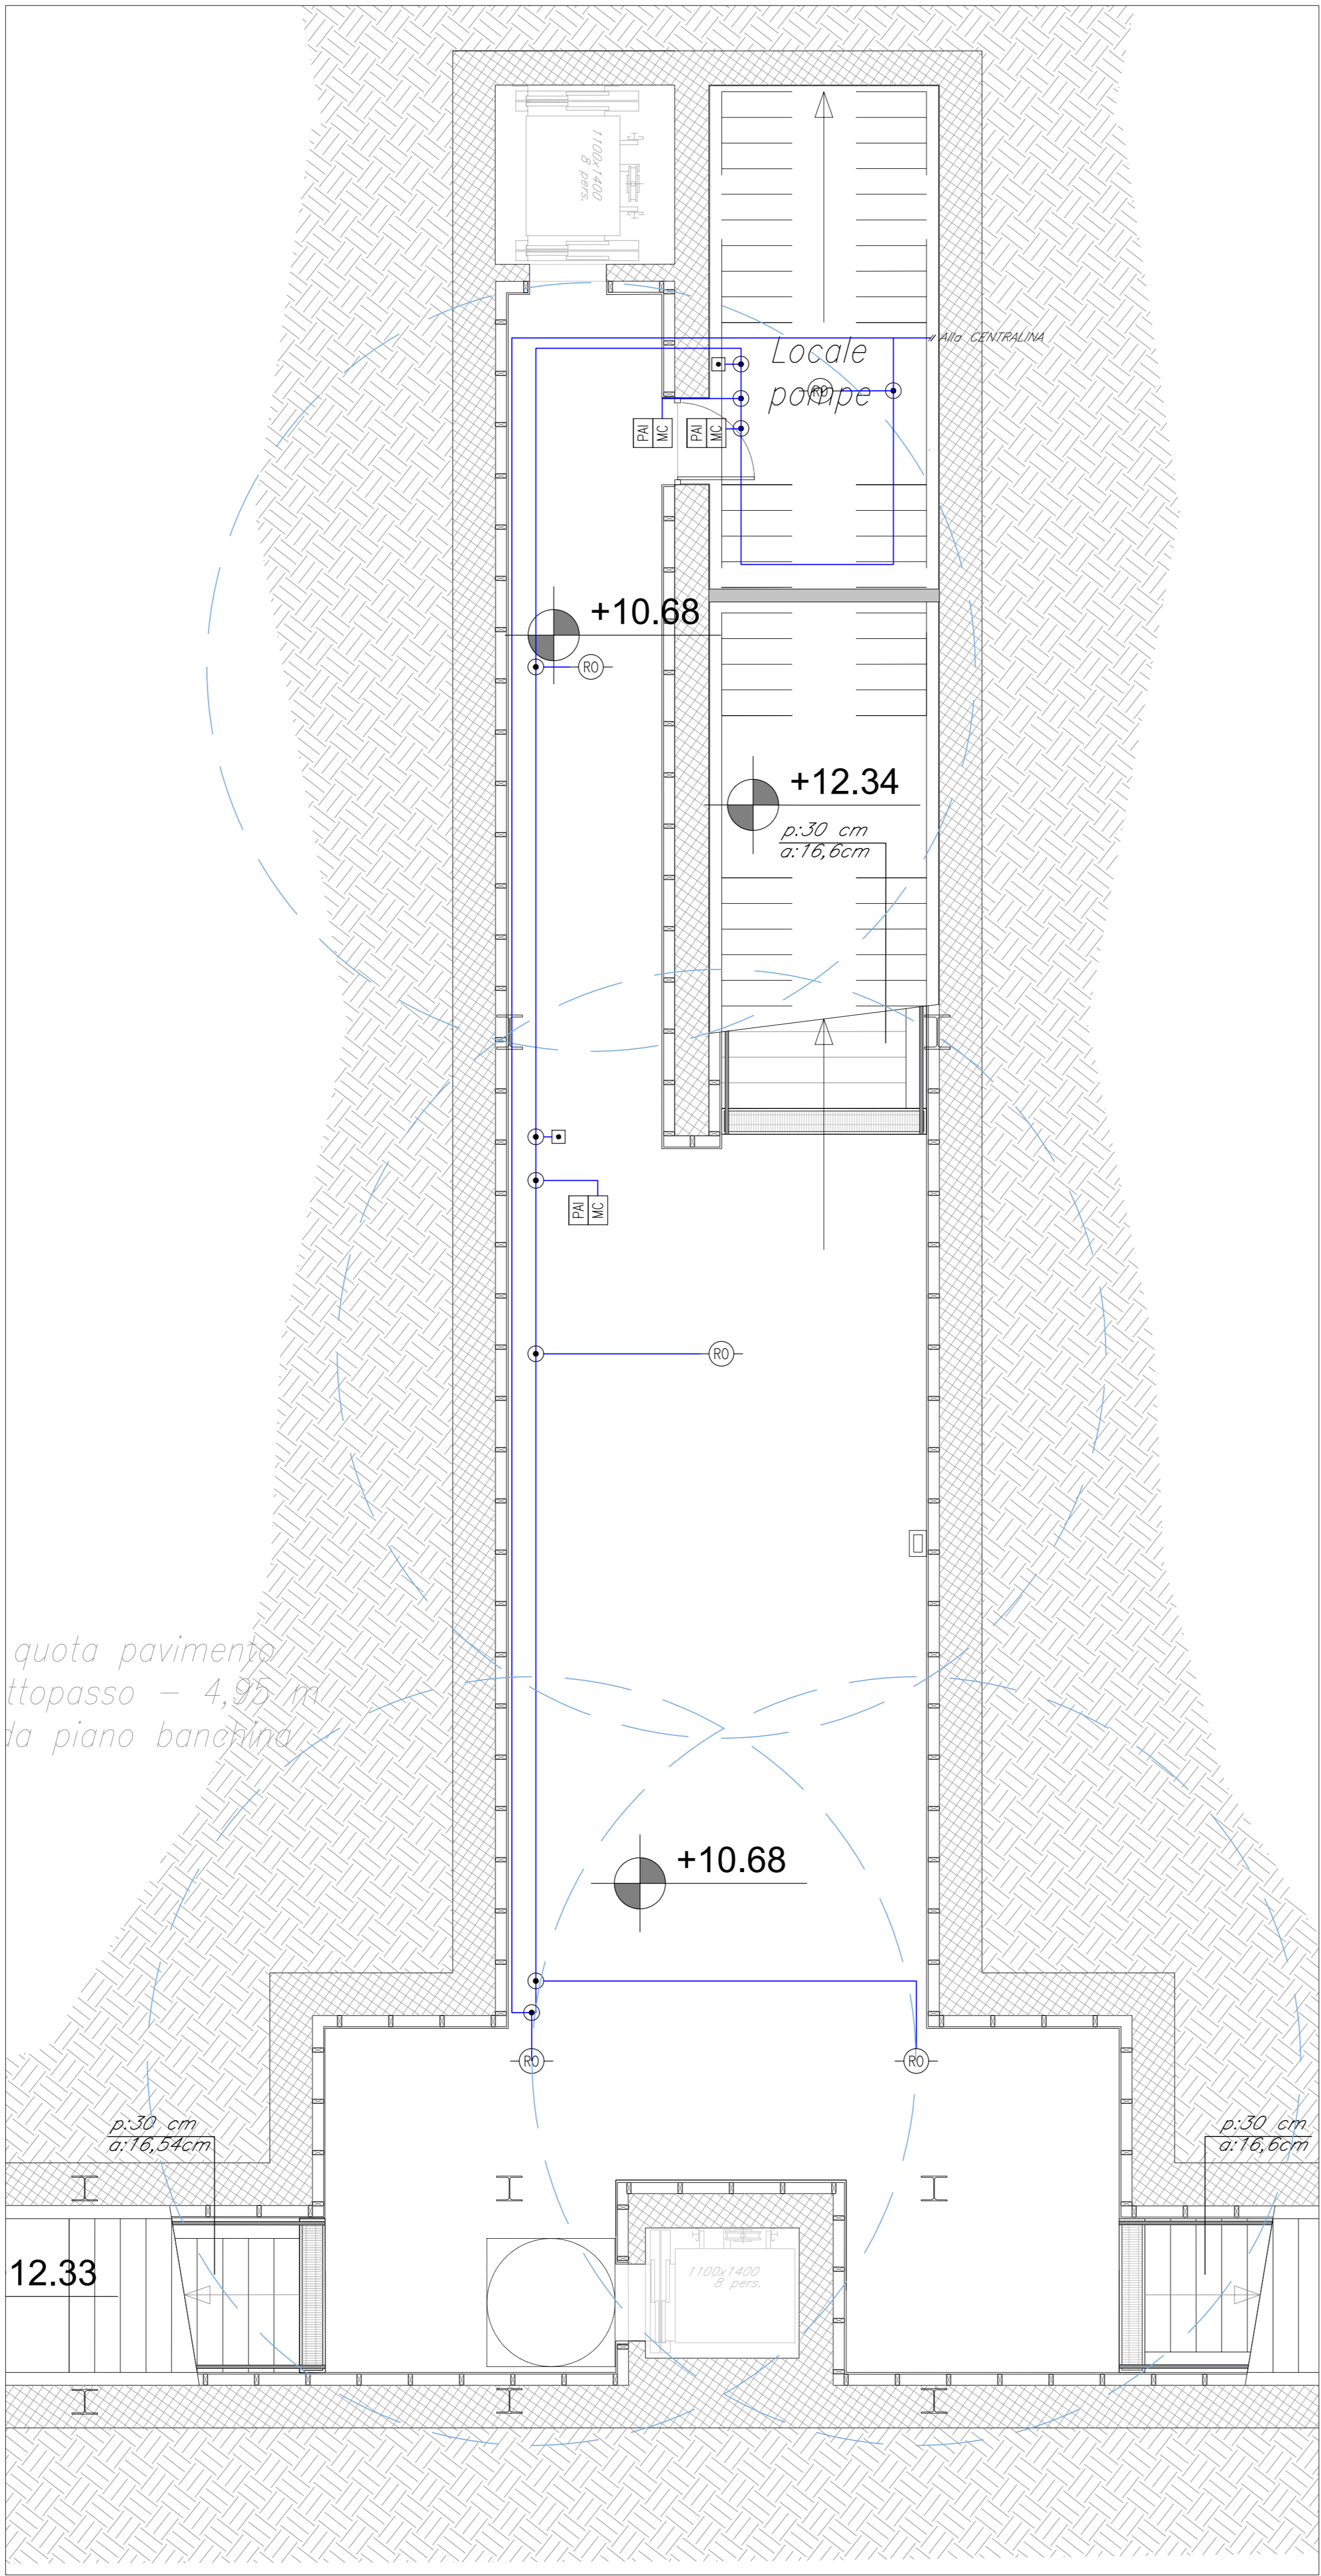 1100x1400
8 pers.
Alla CENTRALINA
Locale
pompe
RO
PAI
MC
PAI
MC
+10.68
RO
+12.34
p:30 cm
a:16,6cm
PAI
MC
RO
quota pavimento
ttopasso - 4,95 m
da piano banchina
+10.68
RO
RO
p:30 cm
a:16,54cm
p:30 cm
a:16,6cm
12.33
1100x1400
8 pers.